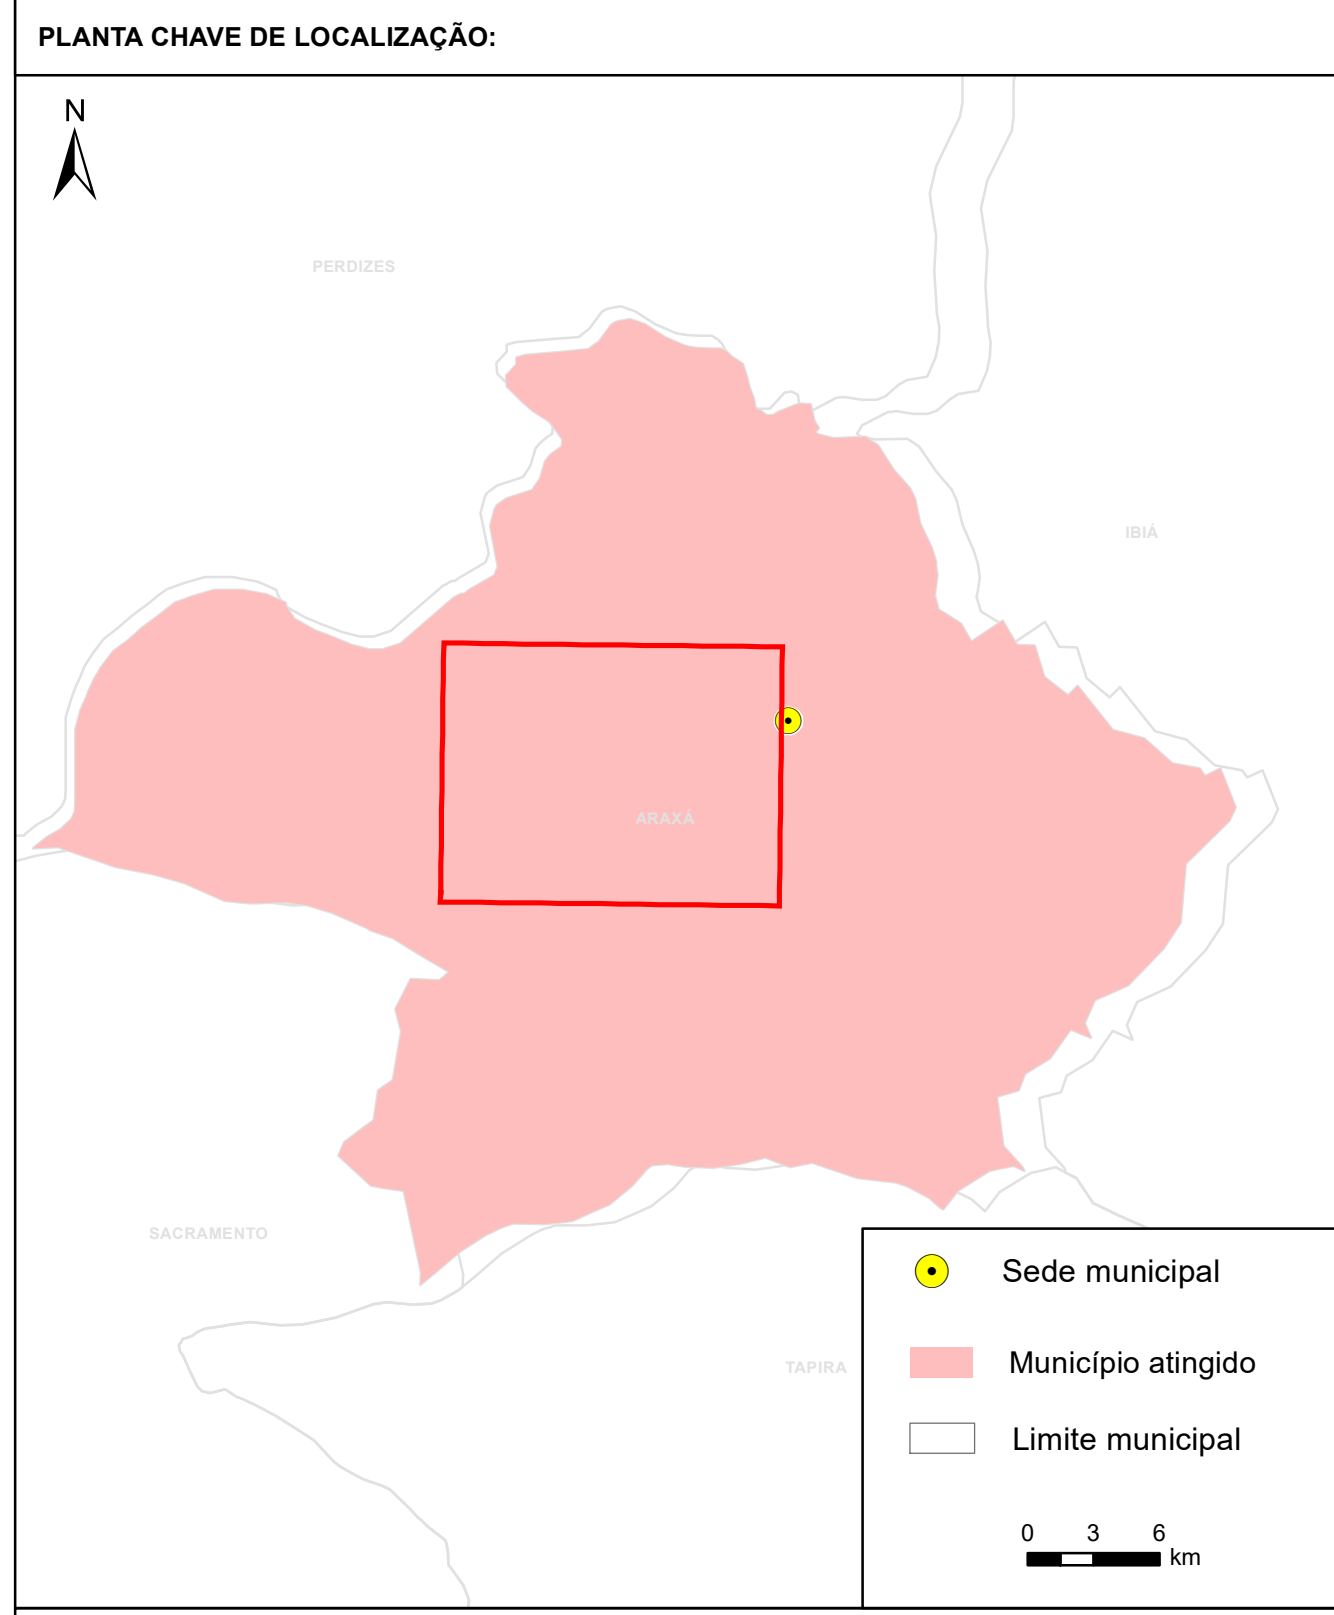 PLANTA CHAVE DE LOCALIZAÇÃO:
N
PERDIZES
IBIÁ
ARAXÁ
SACRAMENTO
TAPIRA
Sede municipal
Município atingido
Limite municipal
0 3 6
km